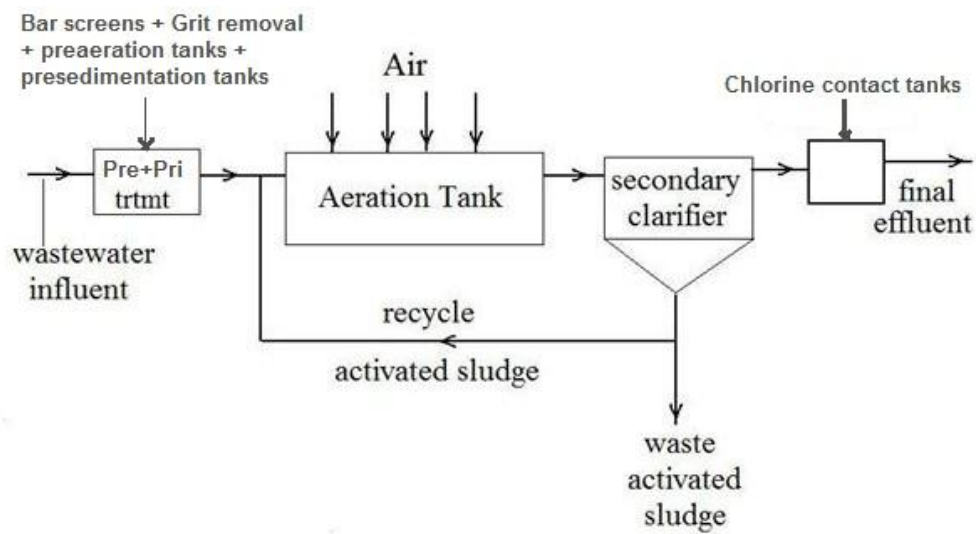 Bar screens + Grit removal
+ preaeration tanks +
presedimentation tanks
Air
Chlorine contact tanks
Pre+Pri
trtmt
Aeration Tank
secondary
clarifier
final
effluent
wastewater
influent
recycle
activated sludge
waste
activated
sludge